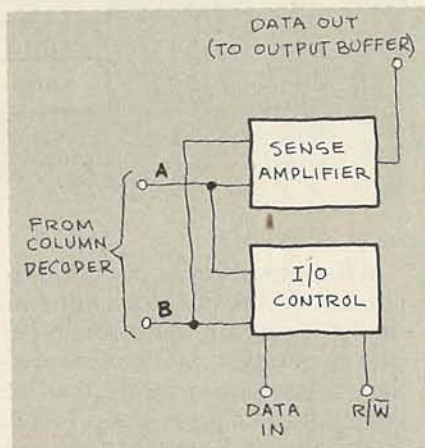 DATA OUT
(TO OUTPUT BUFFER)
SENSE
AMPLIFIER
A
FROM
COLUMN
DECODER
B
I/O
CONTROL
DATA
IN
R/W̅